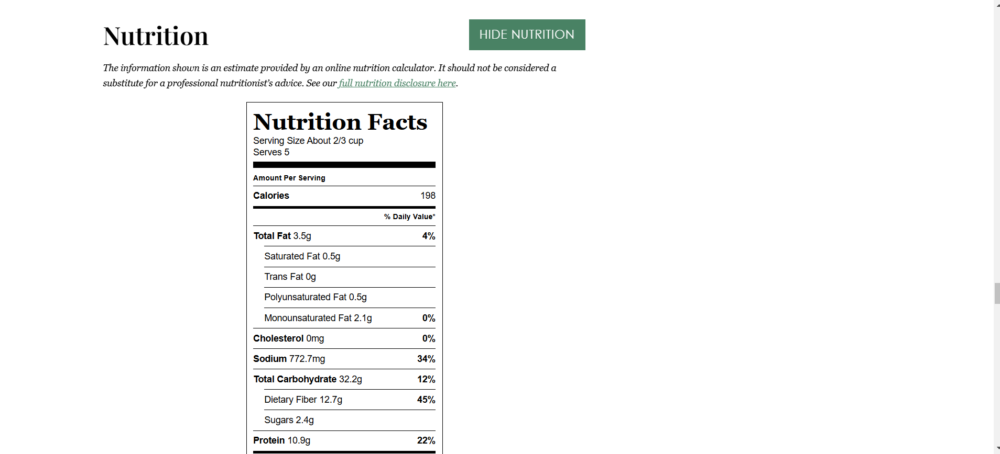 Nutrition
HIDE NUTRITION
The information shown is an estimate provided by an online nutrition calculator. It should not be considered a
substitute for a professional nutritionist’s advice. See our full nutrition disclosure here.
Nutrition Facts
Serving Size About 2/3 cup
Serves 5
Amount Per Serving
Calories 198
% Daily Value*
Total Fat 3.5g 4%
Saturated Fat 0.5g
Trans Fat 0g
Polyunsaturated Fat 0.5g
Monounsaturated Fat 2.1g 0%
Cholesterol 0mg 0%
Sodium 772.7mg 34%
Total Carbohydrate 32.2g 12%
Dietary Fiber 12.7g 45%
Sugars 2.4g
Protein 10.9g 22%